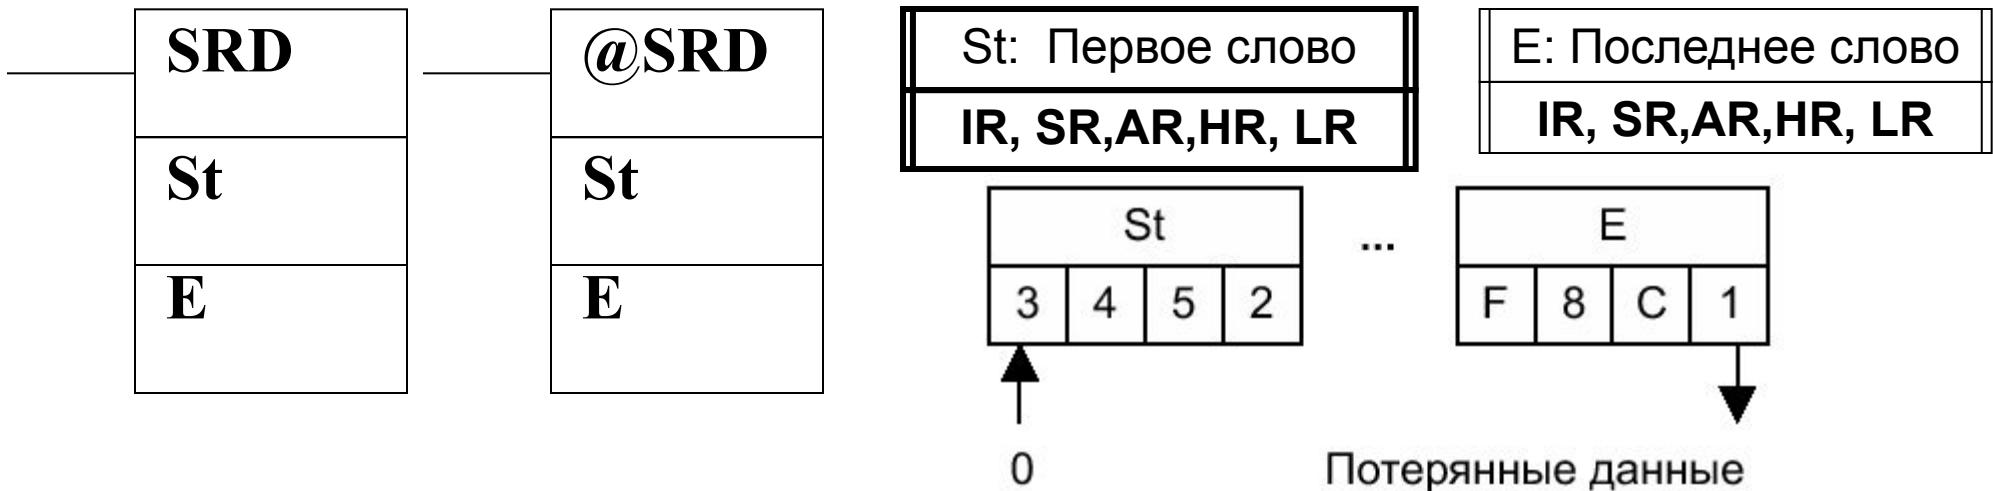 SRD
St
E
@SRD
St
E
St: Первое слово
IR, SR,AR,HR, LR
E: Последнее слово
IR, SR,AR,HR, LR
St
3 4 5 2
...
E
F 8 C 1
0
Потерянные данные